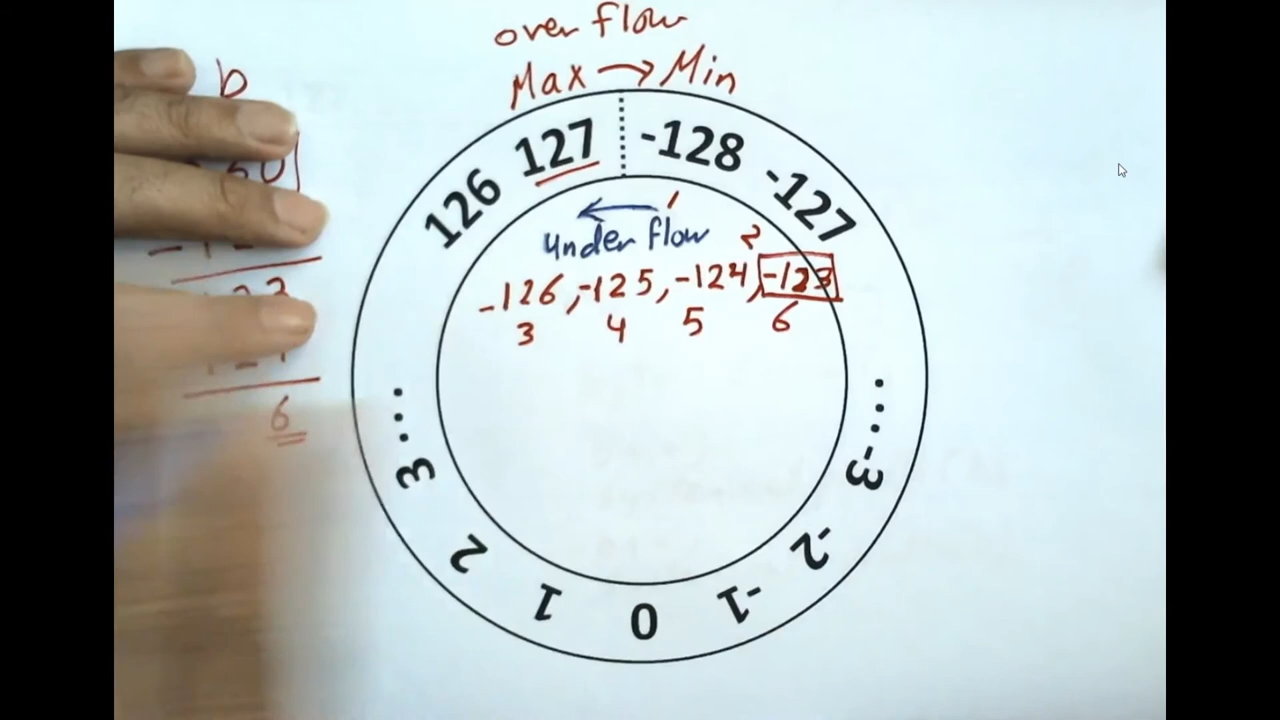 over flow
Max → Min
b
126 127 -128 -127
under flow
1 2
-126, -125, -124, -123
3 4 5 6
6
3 ... ... -3
2 -2
1 0 -1